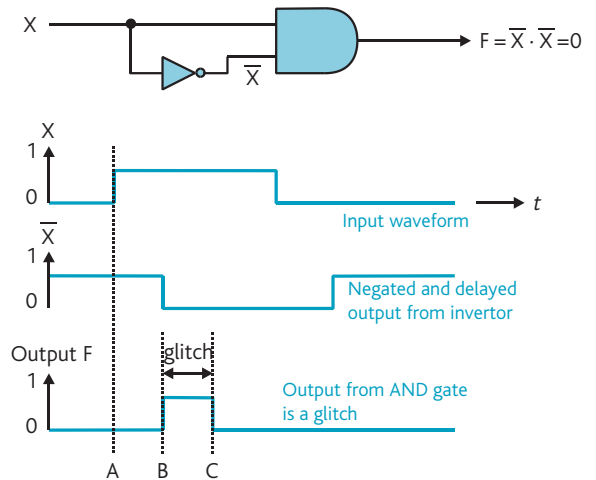 X
X̅
F = X̅ · X̅ =0
X
1
0
t
Input waveform
X̅
1
0
Negated and delayed
output from invertor
Output F
glitch
1
0
Output from AND gate
is a glitch
A B C